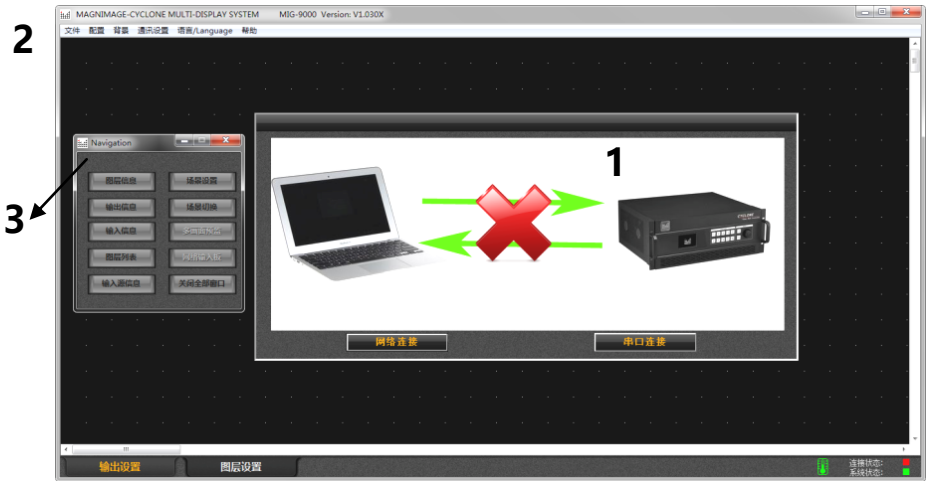 MAGNIMAGE-CYCLONE MULTI-DISPLAY SYSTEM MIG-9000 Version: V1.030X
2
文件 配置 背景 通讯设置 语言/Language 帮助
1
Navigation
3
图层信息 场景设置
输出信息 场景切换
输入信息
图层列表
输入源信息 关闭全部窗口
CYCLONE
网络连接 串口连接
输出设置 图层设置
连接状态:
系统状态: